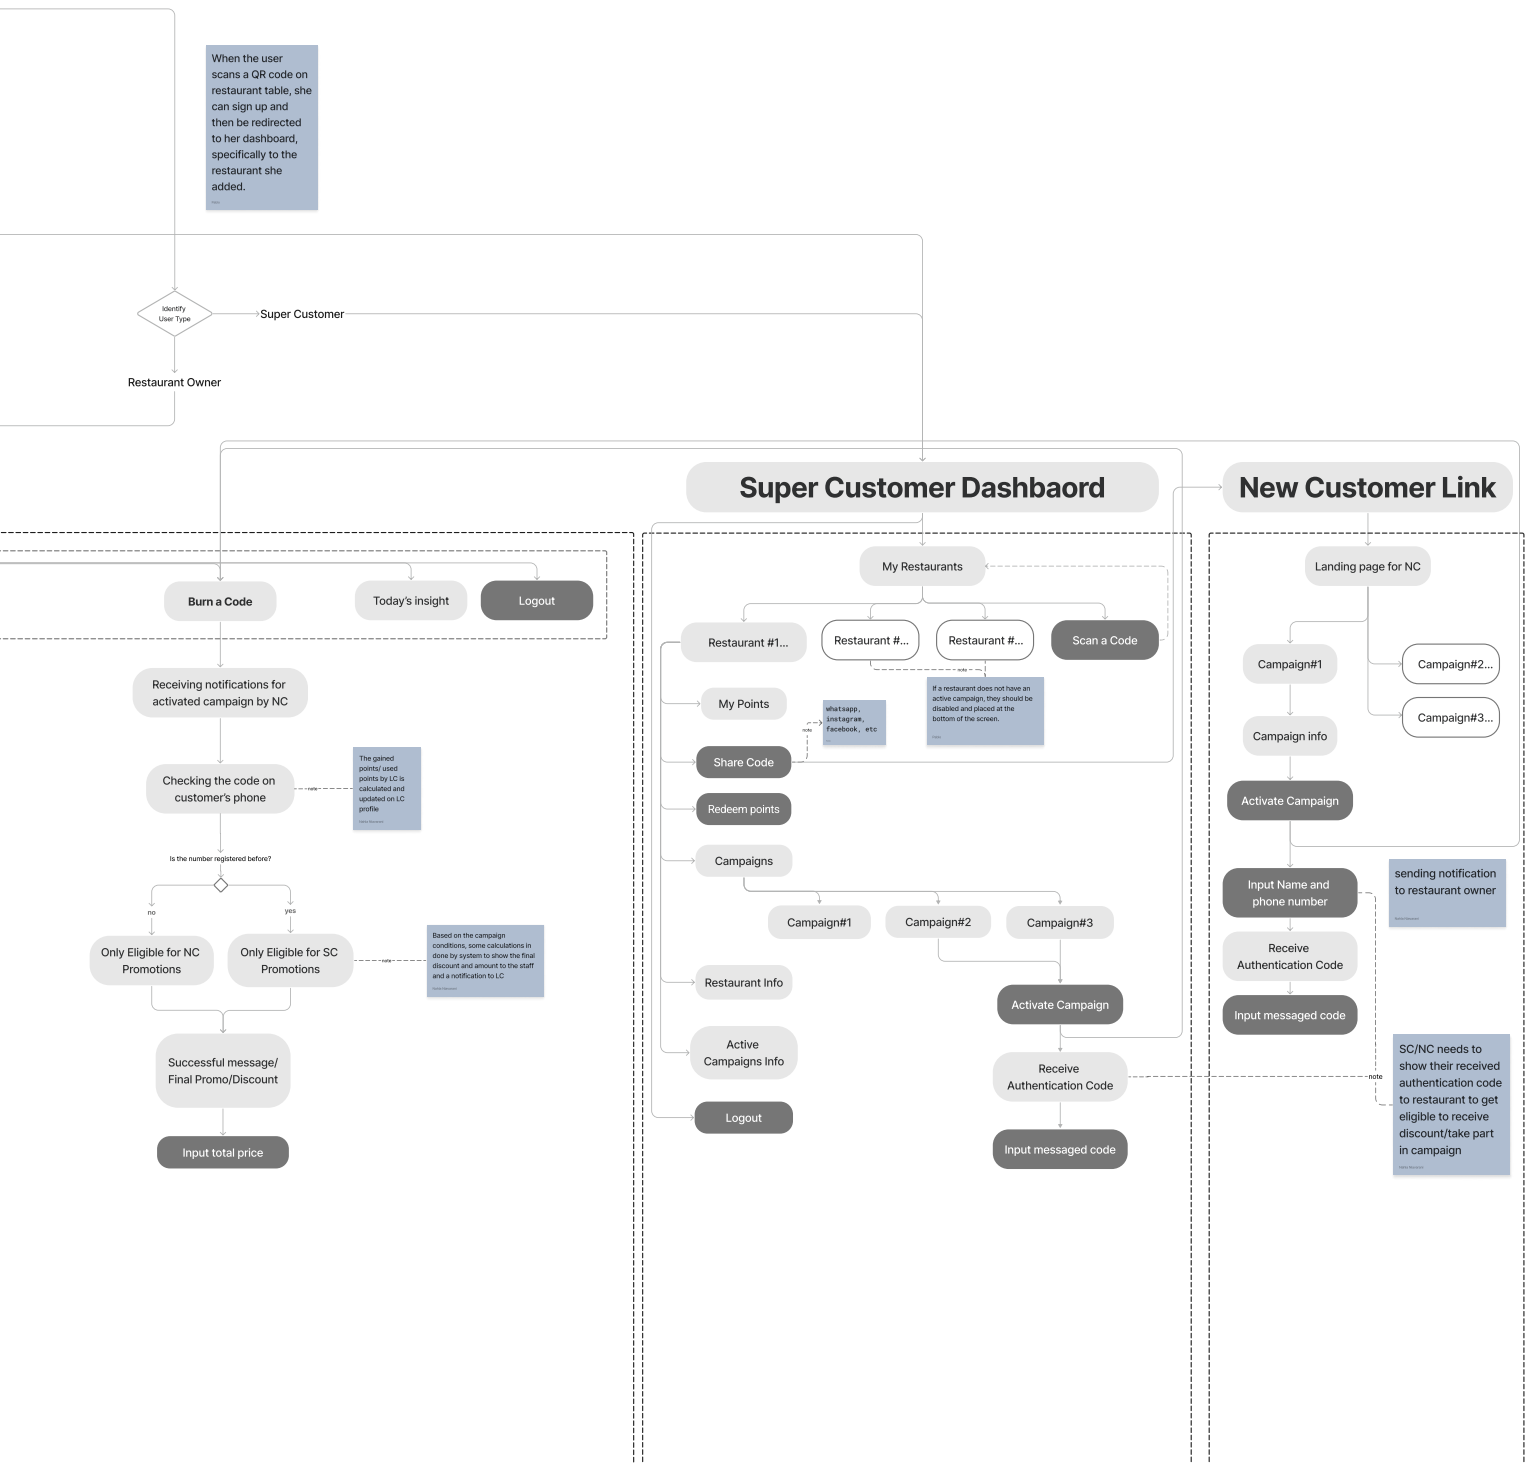 When the user
scans a QR code on
restaurant table, she
can sign up and
then be redirected
to her dashboard,
specifically to the
restaurant she
added.
Identify
User Type
Super Customer
Restaurant Owner
Super Customer Dashbaord
New Customer Link
Burn a Code
Today's insight
Logout
Receiving notifications for
activated campaign by NC
Checking the code on
customer's phone
note
The gained
points/ used
points by LC is
calculated and
updated on LC
profile
Is the number registered before?
no
yes
Only Eligible for NC
Promotions
Only Eligible for SC
Promotions
note
Based on the campaign
conditions, some calculations in
done by system to show the final
discount and amount to the staff
and a notification to LC
Successful message/
Final Promo/Discount
Input total price
My Restaurants
Restaurant #1...
Restaurant #...
Restaurant #...
Scan a Code
note
If a restaurant does not have an
active campaign, they should be
disabled and placed at the
bottom of the screen.
My Points
whatsapp,
instagram,
facebook, etc
note
Share Code
Redeem points
Campaigns
Campaign#1
Campaign#2
Campaign#3
Restaurant Info
Activate Campaign
Active
Campaigns Info
Receive
Authentication Code
Logout
Input messaged code
Landing page for NC
Campaign#1
Campaign#2...
Campaign#3...
Campaign info
Activate Campaign
Input Name and
phone number
sending notification
to restaurant owner
Receive
Authentication Code
Input messaged code
note
SC/NC needs to
show their received
authentication code
to restaurant to get
eligible to receive
discount/take part
in campaign